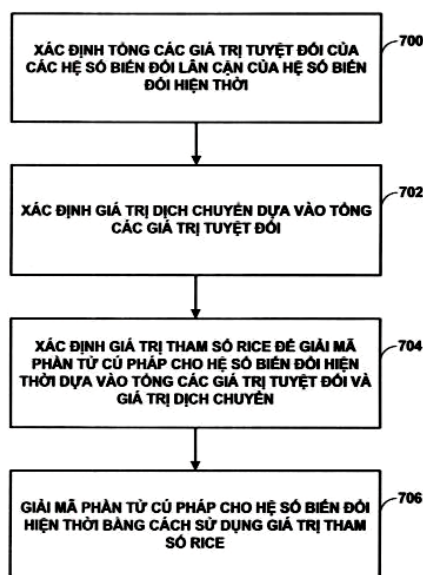 XÁC ĐỊNH TỔNG CÁC GIÁ TRỊ TUYỆT ĐỐI CỦA
CÁC HỆ SỐ BIẾN ĐỔI LÂN CẬN CỦA HỆ SỐ BIẾN
ĐỔI HIỆN THỜI
700
XÁC ĐỊNH GIÁ TRỊ DỊCH CHUYỂN DỰA VÀO TỔNG
CÁC GIÁ TRỊ TUYỆT ĐỐI
702
XÁC ĐỊNH GIÁ TRỊ THAM SỐ RICE ĐỂ GIẢI MÃ
PHẦN TỬ CÚ PHÁP CHO HỆ SỐ BIẾN ĐỔI HIỆN
THỜI DỰA VÀO TỔNG CÁC GIÁ TRỊ TUYỆT ĐỐI VÀ
GIÁ TRỊ DỊCH CHUYỂN
704
GIẢI MÃ PHẦN TỬ CÚ PHÁP CHO HỆ SỐ BIẾN ĐỔI
HIỆN THỜI BẰNG CÁCH SỬ DỤNG GIÁ TRỊ THAM
SỐ RICE
706